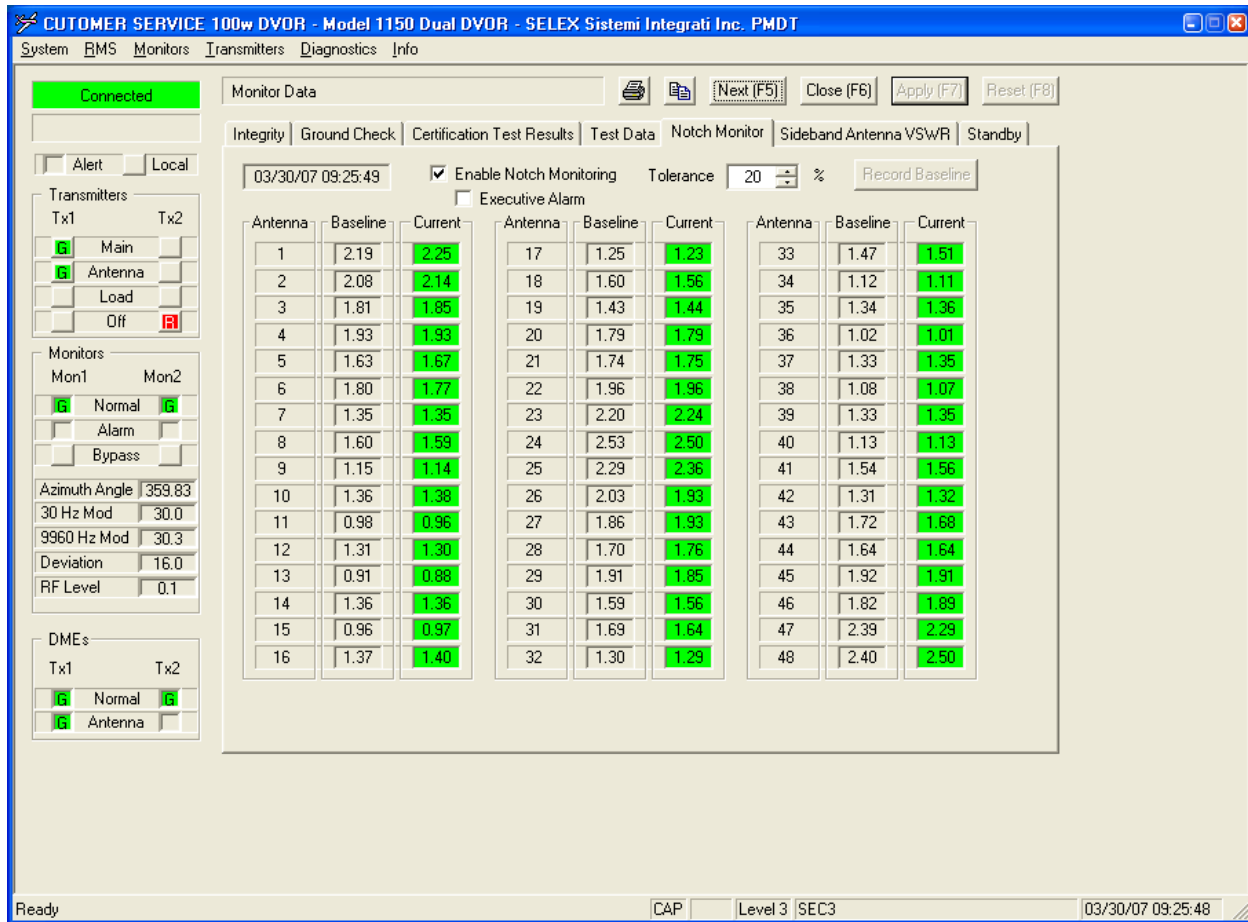 CUTOMER SERVICE 100w DVOR - Model 1150 Dual DVOR - SELEX Sistemi Integrati Inc. PMDT
System RMS Monitors Transmitters Diagnostics Info
Connected
Alert Local
Transmitters
Tx1 Tx2
G Main
G Antenna
Load
Off R
Monitors
Mon1 Mon2
G Normal G
Alarm
Bypass
Azimuth Angle 359.83
30 Hz Mod 30.0
9960 Hz Mod 30.3
Deviation 16.0
RF Level 0.1
DMEs
Tx1 Tx2
G Normal G
G Antenna
Monitor Data Next (F5) Close (F6) Apply (F7) Reset (F8)
Integrity Ground Check Certification Test Results Test Data Notch Monitor Sideband Antenna VSWR Standby
03/30/07 09:25:49 Enable Notch Monitoring Tolerance 20 % Record Baseline
Executive Alarm
Antenna Baseline Current Antenna Baseline Current Antenna Baseline Current
1 2.19 2.25 17 1.25 1.23 33 1.47 1.51
2 2.08 2.14 18 1.60 1.56 34 1.12 1.11
3 1.81 1.85 19 1.43 1.44 35 1.34 1.36
4 1.93 1.93 20 1.79 1.79 36 1.02 1.01
5 1.63 1.67 21 1.74 1.75 37 1.33 1.35
6 1.80 1.77 22 1.96 1.96 38 1.08 1.07
7 1.35 1.35 23 2.20 2.24 39 1.33 1.35
8 1.60 1.59 24 2.53 2.50 40 1.13 1.13
9 1.15 1.14 25 2.29 2.36 41 1.54 1.56
10 1.36 1.38 26 2.03 1.93 42 1.31 1.32
11 0.98 0.96 27 1.86 1.93 43 1.72 1.68
12 1.31 1.30 28 1.70 1.76 44 1.64 1.64
13 0.91 0.88 29 1.91 1.85 45 1.92 1.91
14 1.36 1.36 30 1.59 1.56 46 1.82 1.89
15 0.96 0.97 31 1.69 1.64 47 2.39 2.29
16 1.37 1.40 32 1.30 1.29 48 2.40 2.50
Ready CAP Level 3 SEC3 03/30/07 09:25:48